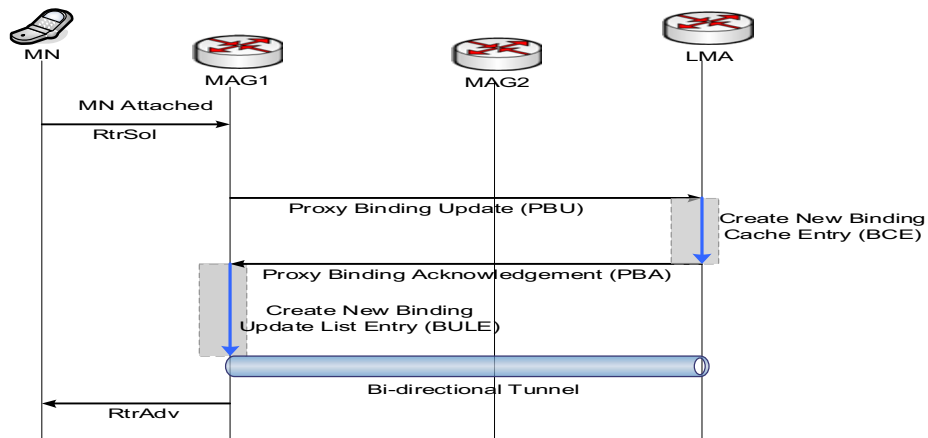 MN
MAG1
MAG2
LMA
MN Attached
RtrSol
Proxy Binding Update (PBU)
Create New Binding
Cache Entry (BCE)
Proxy Binding Acknowledgement (PBA)
Create New Binding
Update List Entry (BULE)
Bi-directional Tunnel
RtrAdv